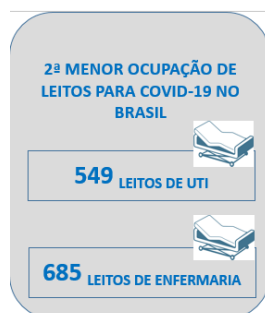 2ª MENOR OCUPAÇÃO DE
LEITOS PARA COVID-19 NO
BRASIL
549 LEITOS DE UTI
685 LEITOS DE ENFERMARIA